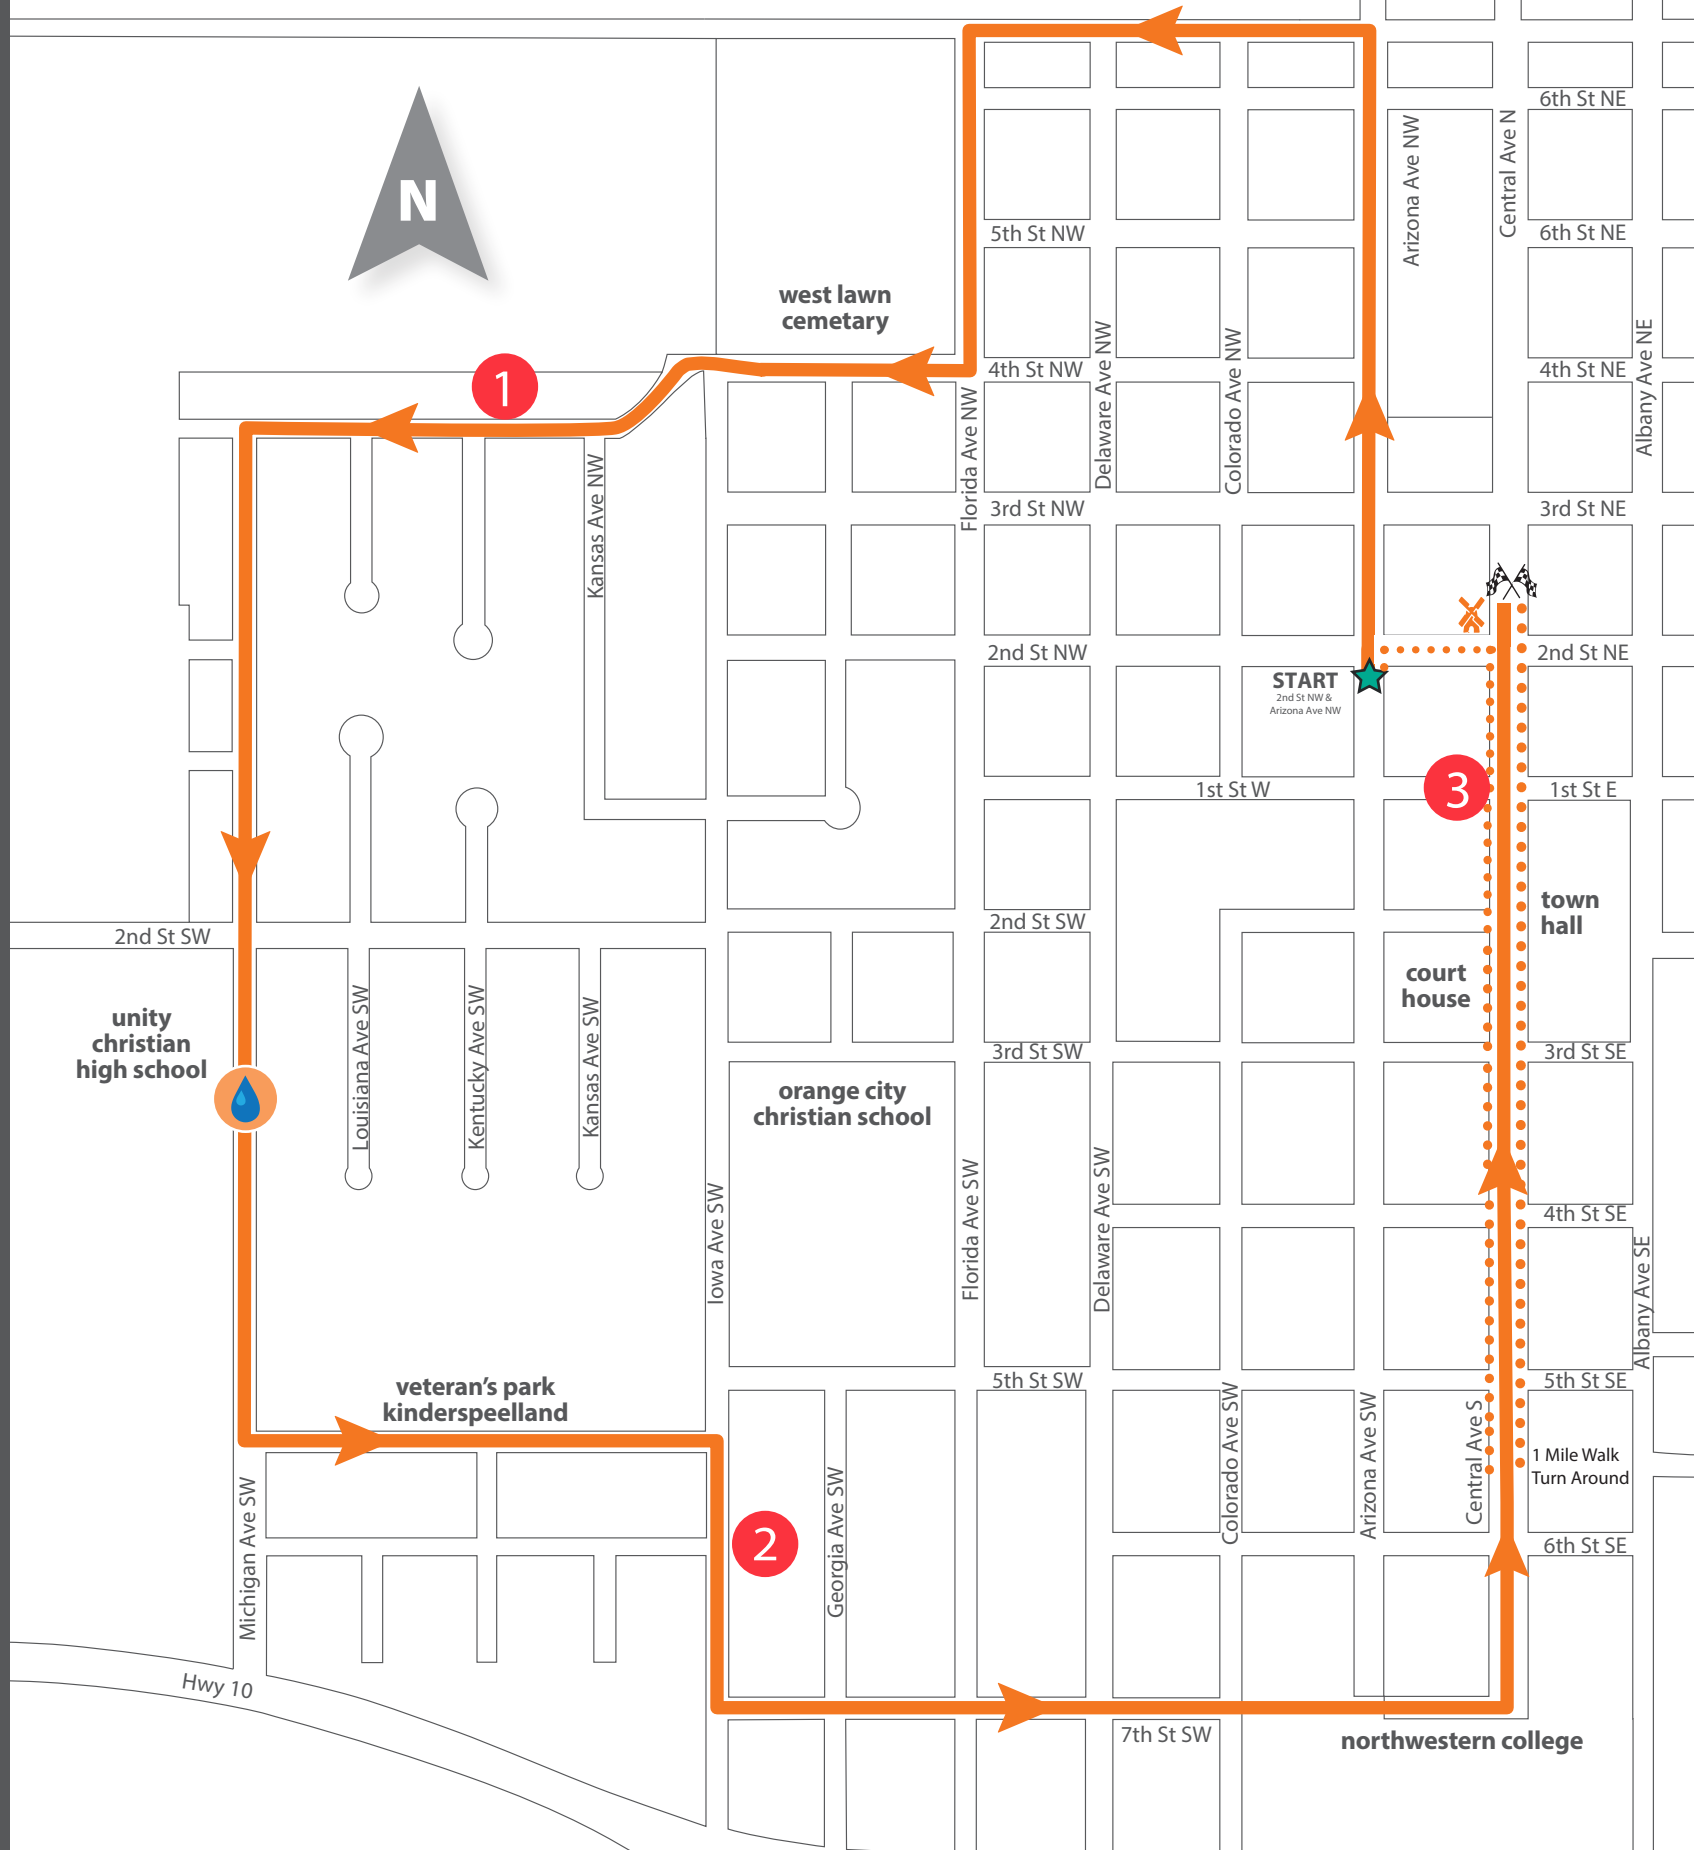 6th St NE
Arizona Ave NW
Central Ave N
N
5th St NW
6th St NE
west lawn
cemetary
Delaware Ave NW
Colorado Ave NW
Albany Ave NE
1
4th St NW
4th St NE
Florida Ave NW
Kansas Ave NW
3rd St NW
3rd St NE
2nd St NW
2nd St NE
START
2nd St NW &
Arizona Ave NW
3
1st St W
1st St E
town
hall
2nd St SW
2nd St SW
court
house
unity
christian
high school
Louisiana Ave SW
Kentucky Ave SW
Kansas Ave SW
3rd St SW
3rd St SE
orange city
christian school
Iowa Ave SW
Florida Ave SW
Delaware Ave SW
4th St SE
Albany Ave SE
veteran's park
kinderspeelland
5th St SW
5th St SE
Colorado Ave SW
Arizona Ave SW
Central Ave S
1 Mile Walk
Turn Around
Michigan Ave SW
2
Georgia Ave SW
6th St SE
Hwy 10
7th St SW
northwestern college